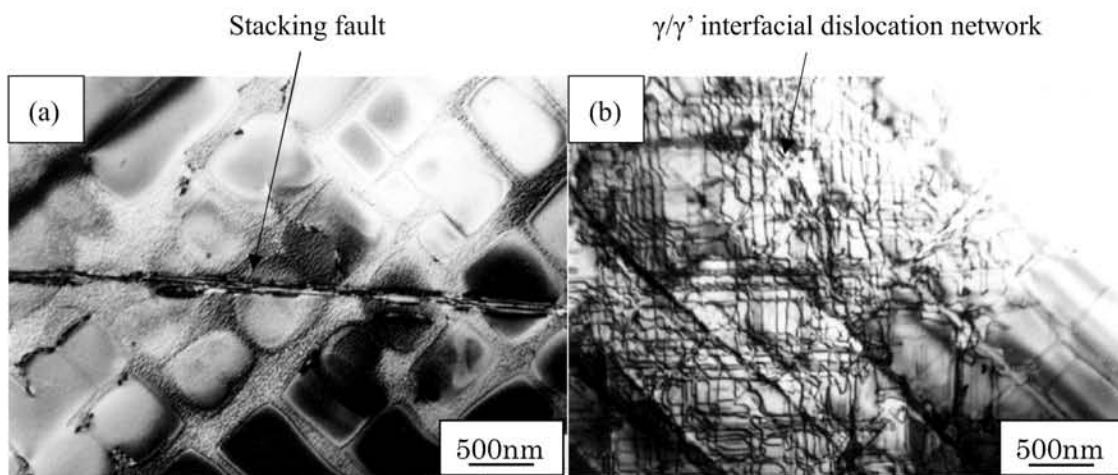 Stacking fault
γ/γ’ interfacial dislocation network
(a)
(b)
500nm
500nm